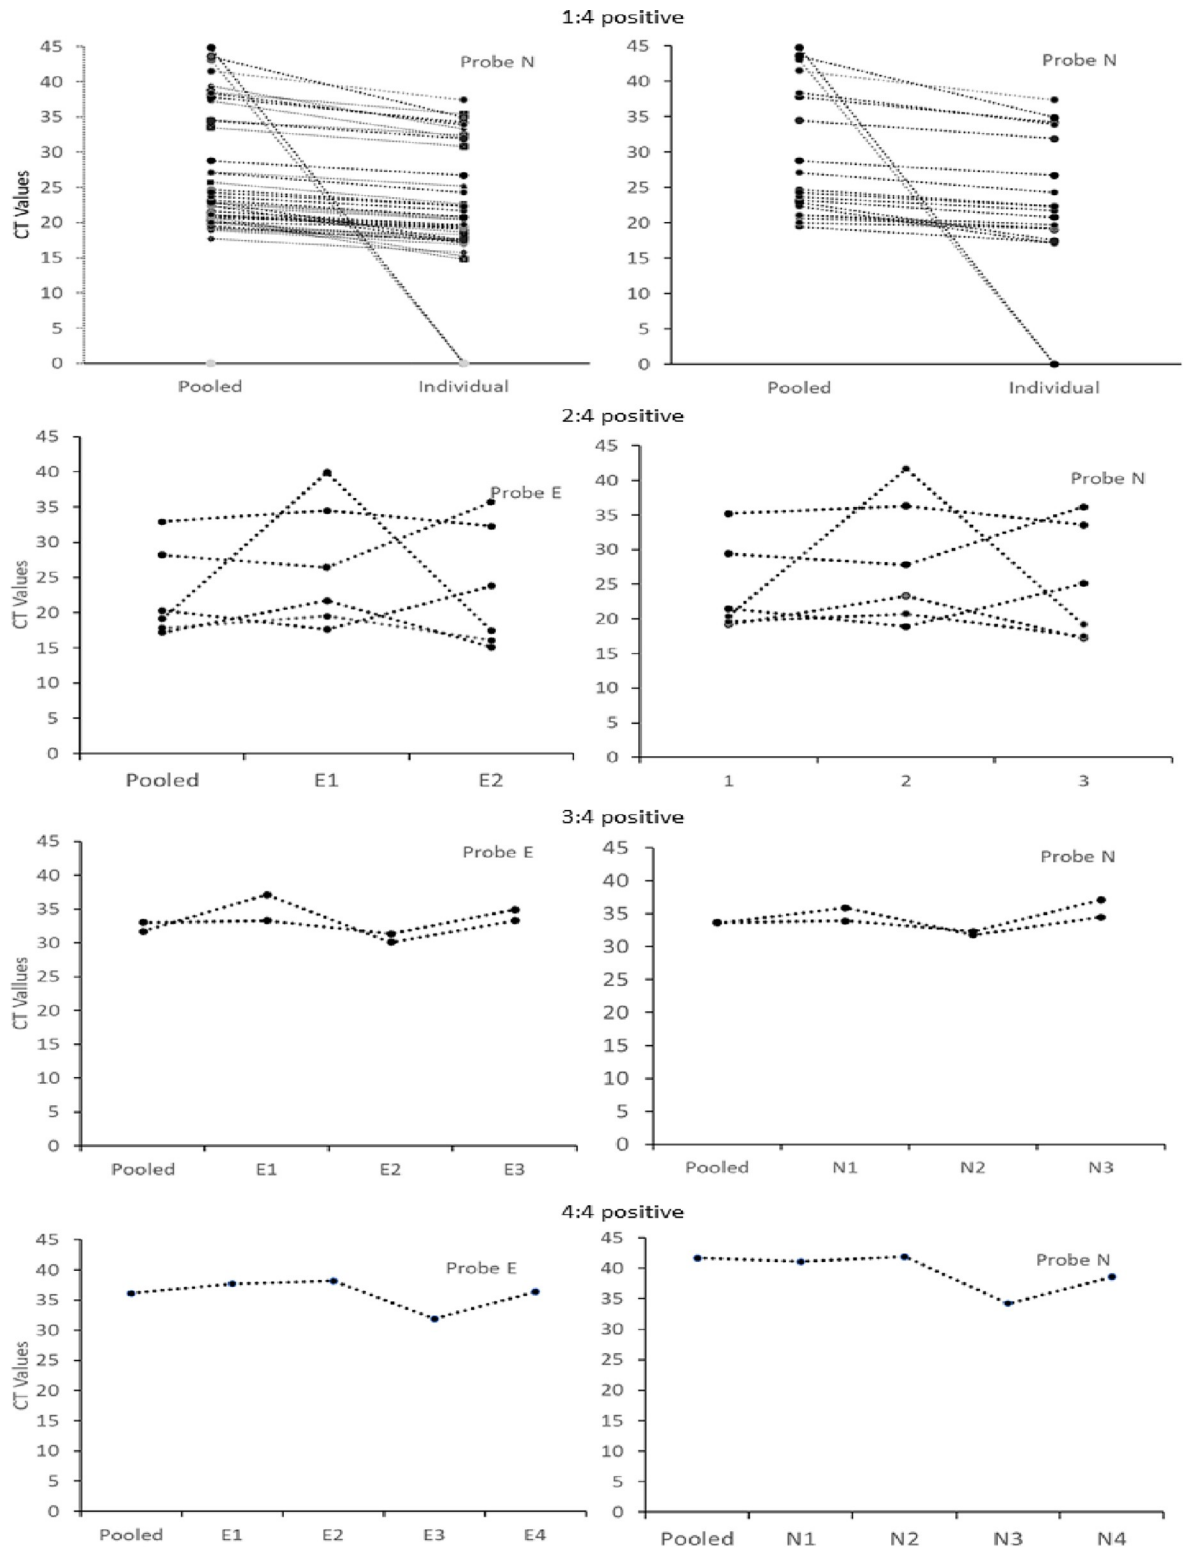 1:4 positive
45
40
35
30
25
20
15
10
5
0
CT Values
Probe N
Pooled
Individual
45
40
35
30
25
20
15
10
5
0
Probe N
Pooled
Individual
2:4 positive
45
40
35
30
25
20
15
10
5
0
CT Values
Probe E
Pooled
E1
E2
45
40
35
30
25
20
15
10
5
0
Probe N
1
2
3
3:4 positive
45
40
35
30
25
20
15
10
5
0
CT Vallues
Probe E
Pooled
E1
E2
E3
45
40
35
30
25
20
15
10
5
0
Probe N
Pooled
N1
N2
N3
4:4 positive
45
40
35
30
25
20
15
10
5
0
CT Values
Probe E
Pooled
E1
E2
E3
E4
45
40
35
30
25
20
15
10
5
0
Probe N
Pooled
N1
N2
N3
N4